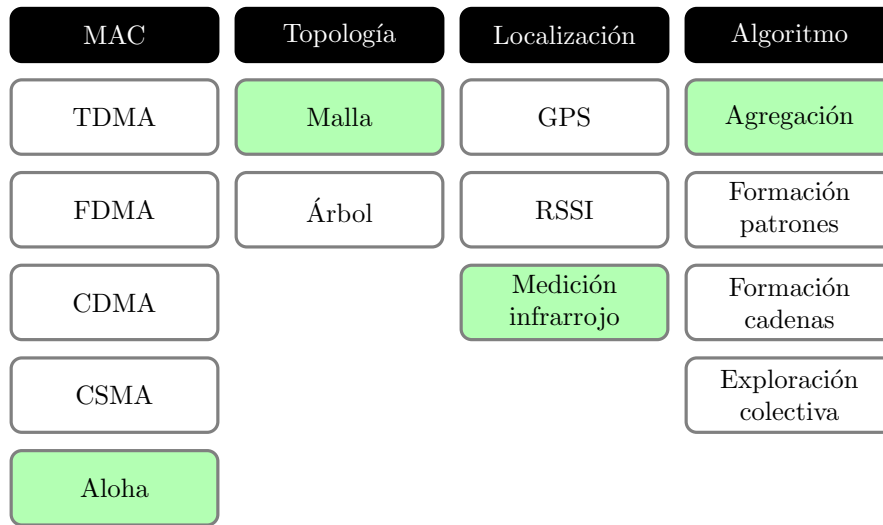 MAC
Topología
Localización
Algoritmo
TDMA
Malla
GPS
Agregación
FDMA
Árbol
RSSI
Formación
patrones
CDMA
Medición
infrarrojo
Formación
cadenas
CSMA
Exploración
colectiva
Aloha